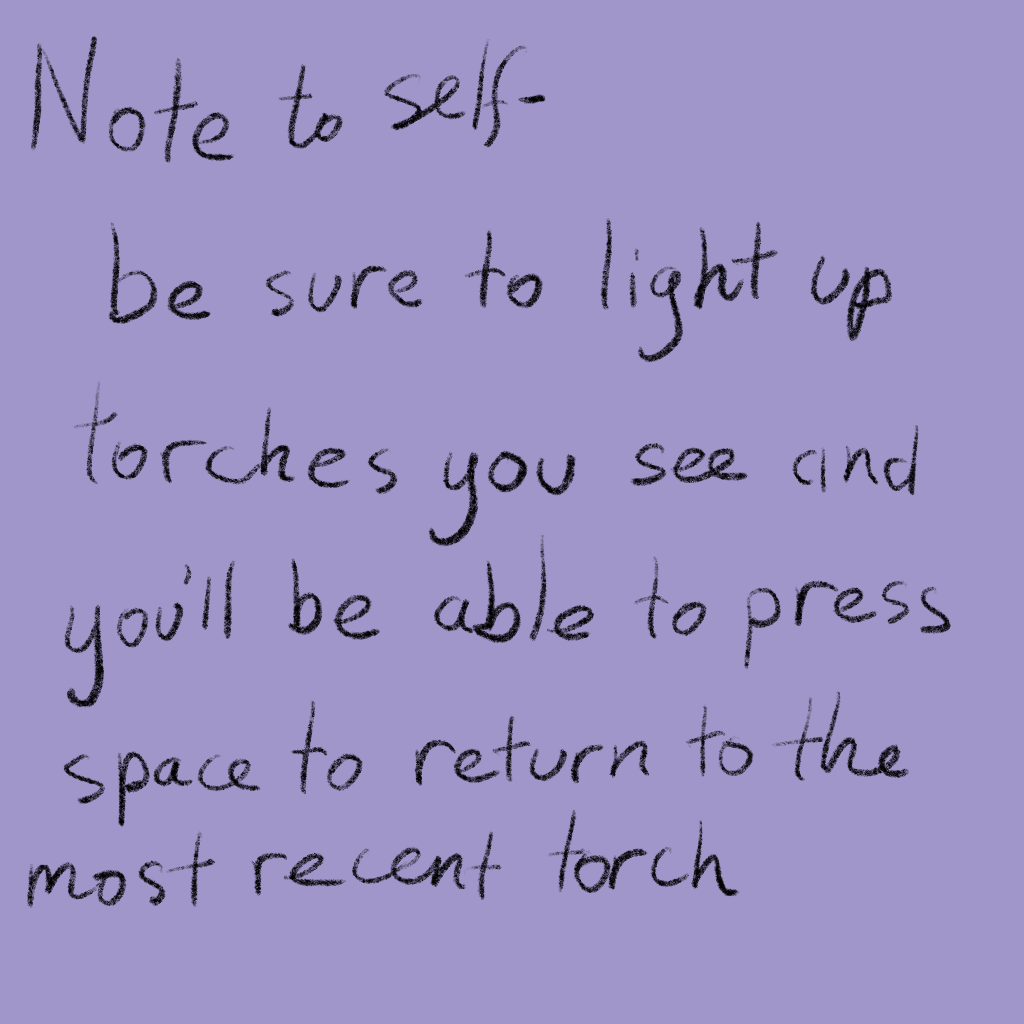 Note to self-
be sure to light up
torches you see and
you'll be able to press
space to return to the
most recent torch